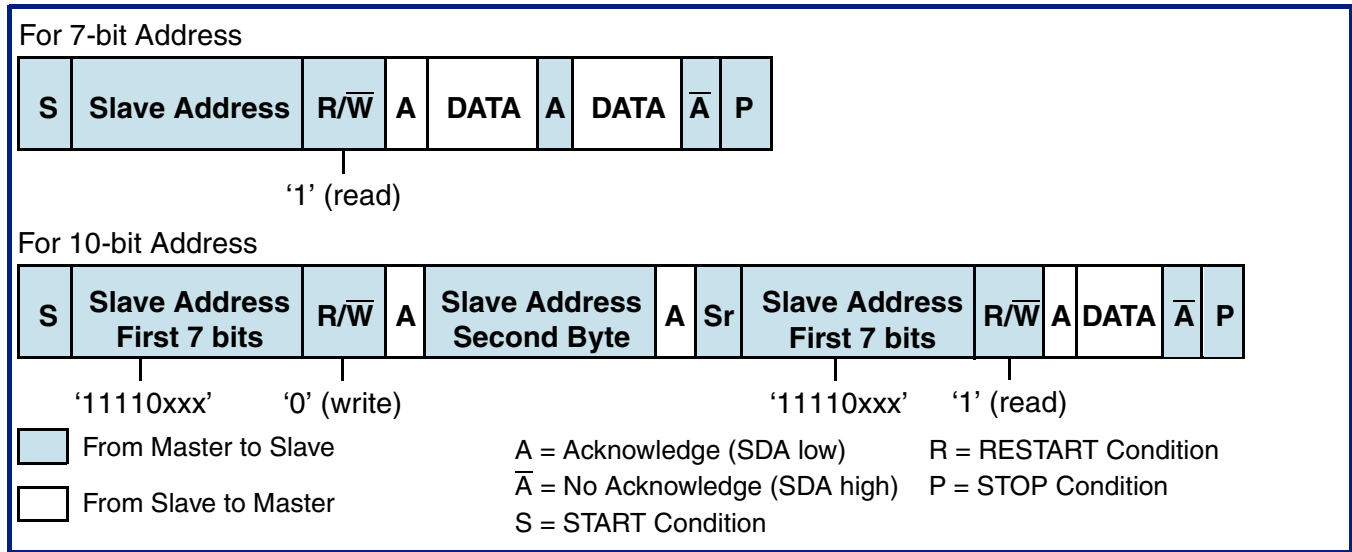 For 7-bit Address
S Slave Address R/W̅ A DATA A DATA A̅ P
‘1’ (read)
For 10-bit Address
S Slave Address First 7 bits R/W̅ A Slave Address Second Byte A Sr Slave Address First 7 bits R/W̅ A DATA A̅ P
‘11110xxx’ ‘0’ (write) ‘11110xxx’ ‘1’ (read)
From Master to Slave
From Slave to Master
A = Acknowledge (SDA low)
A̅ = No Acknowledge (SDA high)
S = START Condition
R = RESTART Condition
P = STOP Condition